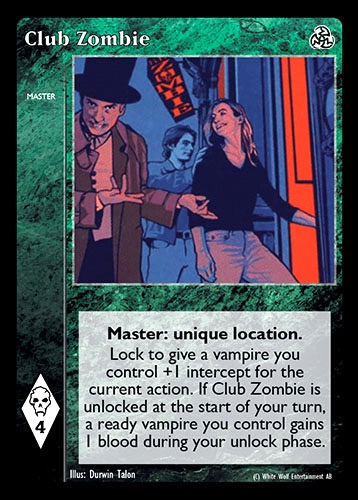 Club Zombie
MASTER
ZOMBIE
Master: unique location.
Lock to give a vampire you
control +1 intercept for the
current action. If Club Zombie is
unlocked at the start of your turn,
a ready vampire you control gains
1 blood during your unlock phase.
4
Illus: Durwin Talon
(C) White Wolf Entertainment AB